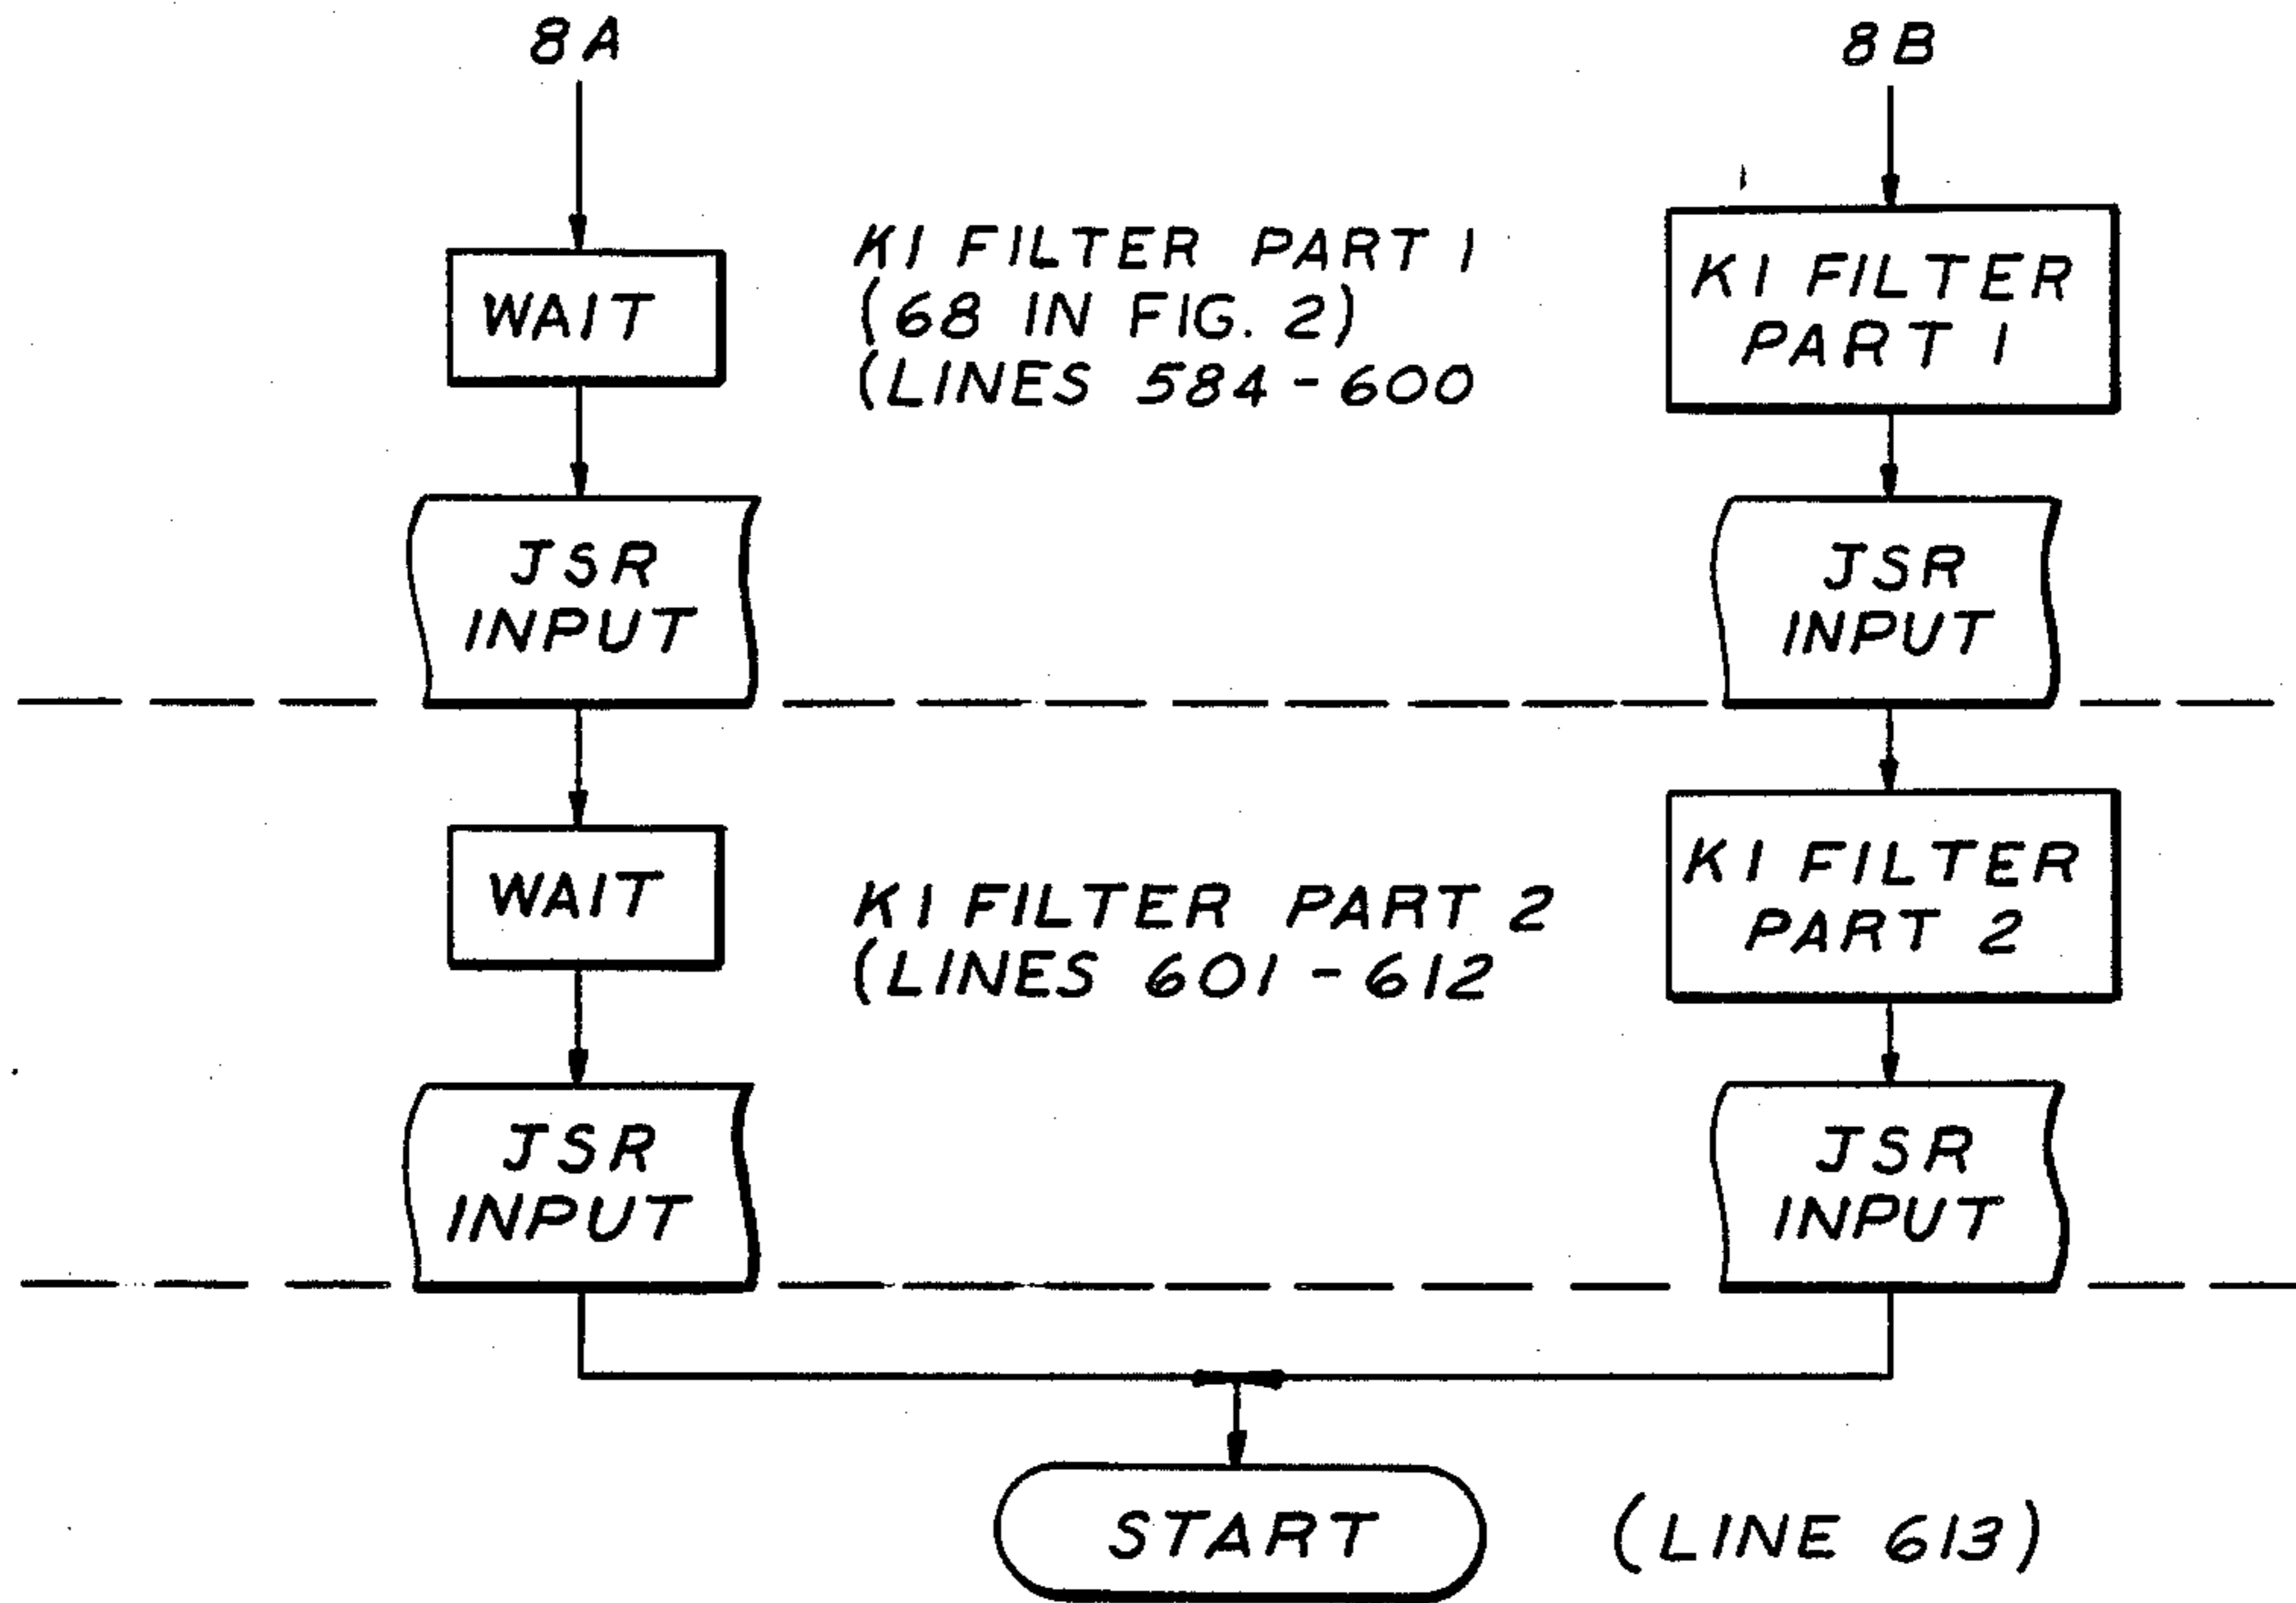 8A
8B
WAIT
KI FILTER PART 1
(68 IN FIG. 2)
(LINES 584-600
KI FILTER
PART 1
JSR
INPUT
JSR
INPUT
WAIT
KI FILTER PART 2
(LINES 601-612
KI FILTER
PART 2
JSR
INPUT
JSR
INPUT
START
(LINE 613)